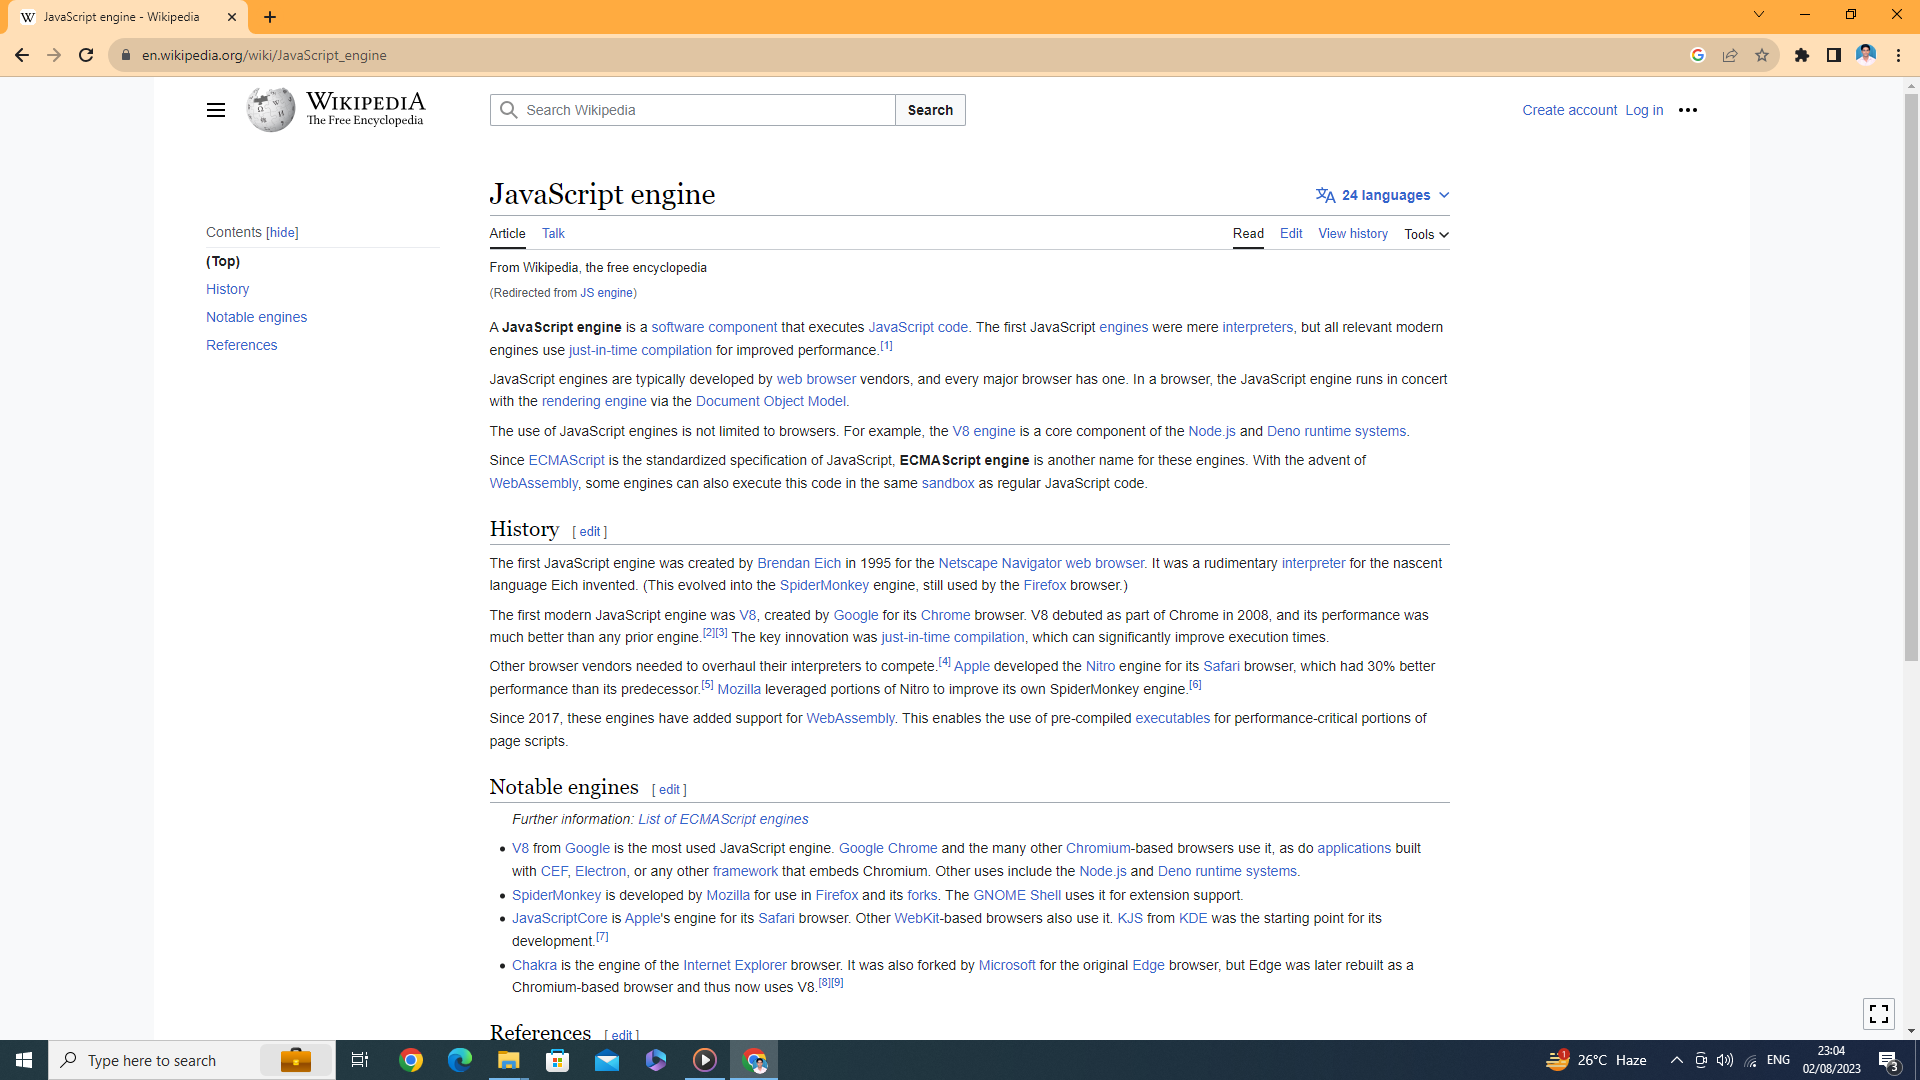 JavaScript engine - Wikipedia
en.wikipedia.org/wiki/JavaScript_engine
WIKIPEDIA
The Free Encyclopedia
Search Wikipedia
Search
Create account Log in
JavaScript engine
24 languages
Contents [hide]
(Top)
History
Notable engines
References
Article Talk
Read Edit View history Tools
From Wikipedia, the free encyclopedia
(Redirected from JS engine)
A JavaScript engine is a software component that executes JavaScript code. The first JavaScript engines were mere interpreters, but all relevant modern
engines use just-in-time compilation for improved performance.[1]
JavaScript engines are typically developed by web browser vendors, and every major browser has one. In a browser, the JavaScript engine runs in concert
with the rendering engine via the Document Object Model.
The use of JavaScript engines is not limited to browsers. For example, the V8 engine is a core component of the Node.js and Deno runtime systems.
Since ECMAScript is the standardized specification of JavaScript, ECMAScript engine is another name for these engines. With the advent of
WebAssembly, some engines can also execute this code in the same sandbox as regular JavaScript code.
History [ edit ]
The first JavaScript engine was created by Brendan Eich in 1995 for the Netscape Navigator web browser. It was a rudimentary interpreter for the nascent
language Eich invented. (This evolved into the SpiderMonkey engine, still used by the Firefox browser.)
The first modern JavaScript engine was V8, created by Google for its Chrome browser. V8 debuted as part of Chrome in 2008, and its performance was
much better than any prior engine.[2][3] The key innovation was just-in-time compilation, which can significantly improve execution times.
Other browser vendors needed to overhaul their interpreters to compete.[4] Apple developed the Nitro engine for its Safari browser, which had 30% better
performance than its predecessor.[5] Mozilla leveraged portions of Nitro to improve its own SpiderMonkey engine.[6]
Since 2017, these engines have added support for WebAssembly. This enables the use of pre-compiled executables for performance-critical portions of
page scripts.
Notable engines [ edit ]
Further information: List of ECMAScript engines
• V8 from Google is the most used JavaScript engine. Google Chrome and the many other Chromium-based browsers use it, as do applications built
with CEF, Electron, or any other framework that embeds Chromium. Other uses include the Node.js and Deno runtime systems.
• SpiderMonkey is developed by Mozilla for use in Firefox and its forks. The GNOME Shell uses it for extension support.
• JavaScriptCore is Apple's engine for its Safari browser. Other WebKit-based browsers also use it. KJS from KDE was the starting point for its
development.[7]
• Chakra is the engine of the Internet Explorer browser. It was also forked by Microsoft for the original Edge browser, but Edge was later rebuilt as a
Chromium-based browser and thus now uses V8.[8][9]
References [ edit ]
Type here to search
1
26°C Haze
ENG
23:04
02/08/2023
3